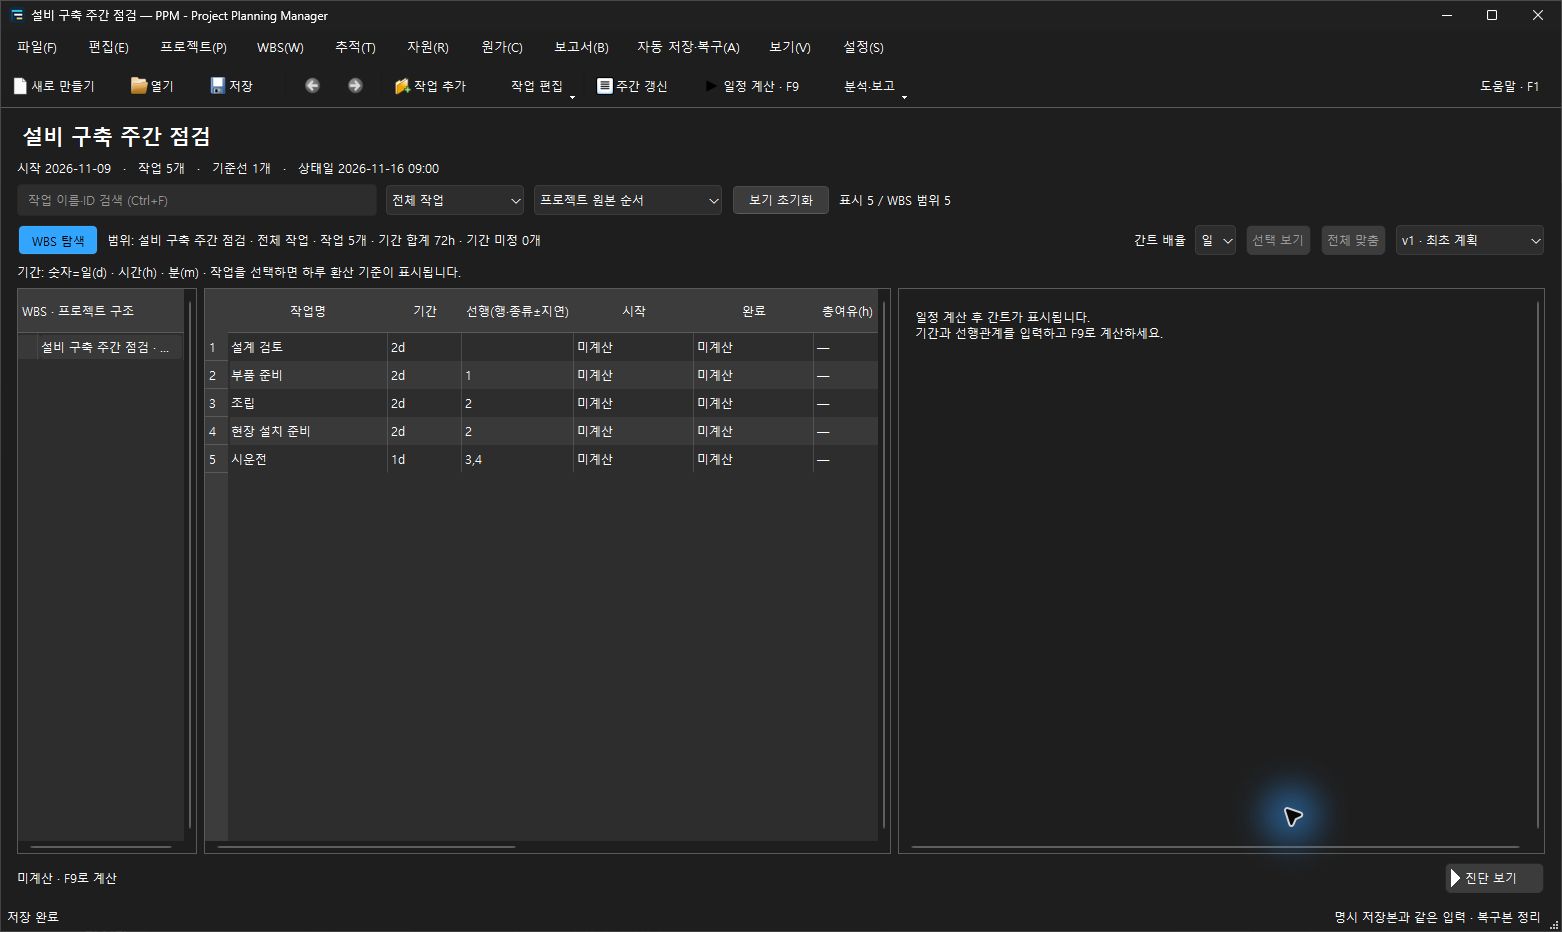 설비 구축 주간 점검 — PPM - Project Planning Manager
파일(F) 편집(E) 프로젝트(P) WBS(W) 추적(T) 자원(R) 원가(C) 보고서(B) 자동 저장·복구(A) 보기(V) 설정(S)
새로 만들기 열기 저장 작업 추가 작업 편집 주간 갱신 일정 계산 · F9 분석·보고 도움말 · F1
설비 구축 주간 점검
시작 2026-11-09 · 작업 5개 · 기준선 1개 · 상태일 2026-11-16 09:00
작업 이름·ID 검색 (Ctrl+F) 전체 작업 프로젝트 원본 순서 보기 초기화 표시 5 / WBS 범위 5
WBS 탐색 범위: 설비 구축 주간 점검 · 전체 작업 · 작업 5개 · 기간 합계 72h · 기간 미정 0개 간트 배율 일 선택 보기 전체 맞춤 v1 · 최초 계획
기간: 숫자=일(d) · 시간(h) · 분(m) · 작업을 선택하면 하루 환산 기준이 표시됩니다.
WBS · 프로젝트 구조
설비 구축 주간 점검 · ...
작업명 기간 선행(행·종류±지연) 시작 완료 총여유(h)
1 설계 검토 2d 미계산 미계산 —
2 부품 준비 2d 1 미계산 미계산 —
3 조립 2d 2 미계산 미계산 —
4 현장 설치 준비 2d 2 미계산 미계산 —
5 시운전 1d 3,4 미계산 미계산 —
일정 계산 후 간트가 표시됩니다.
기간과 선행관계를 입력하고 F9로 계산하세요.
미계산 · F9로 계산 진단 보기
저장 완료 명시 저장본과 같은 입력 · 복구본 정리